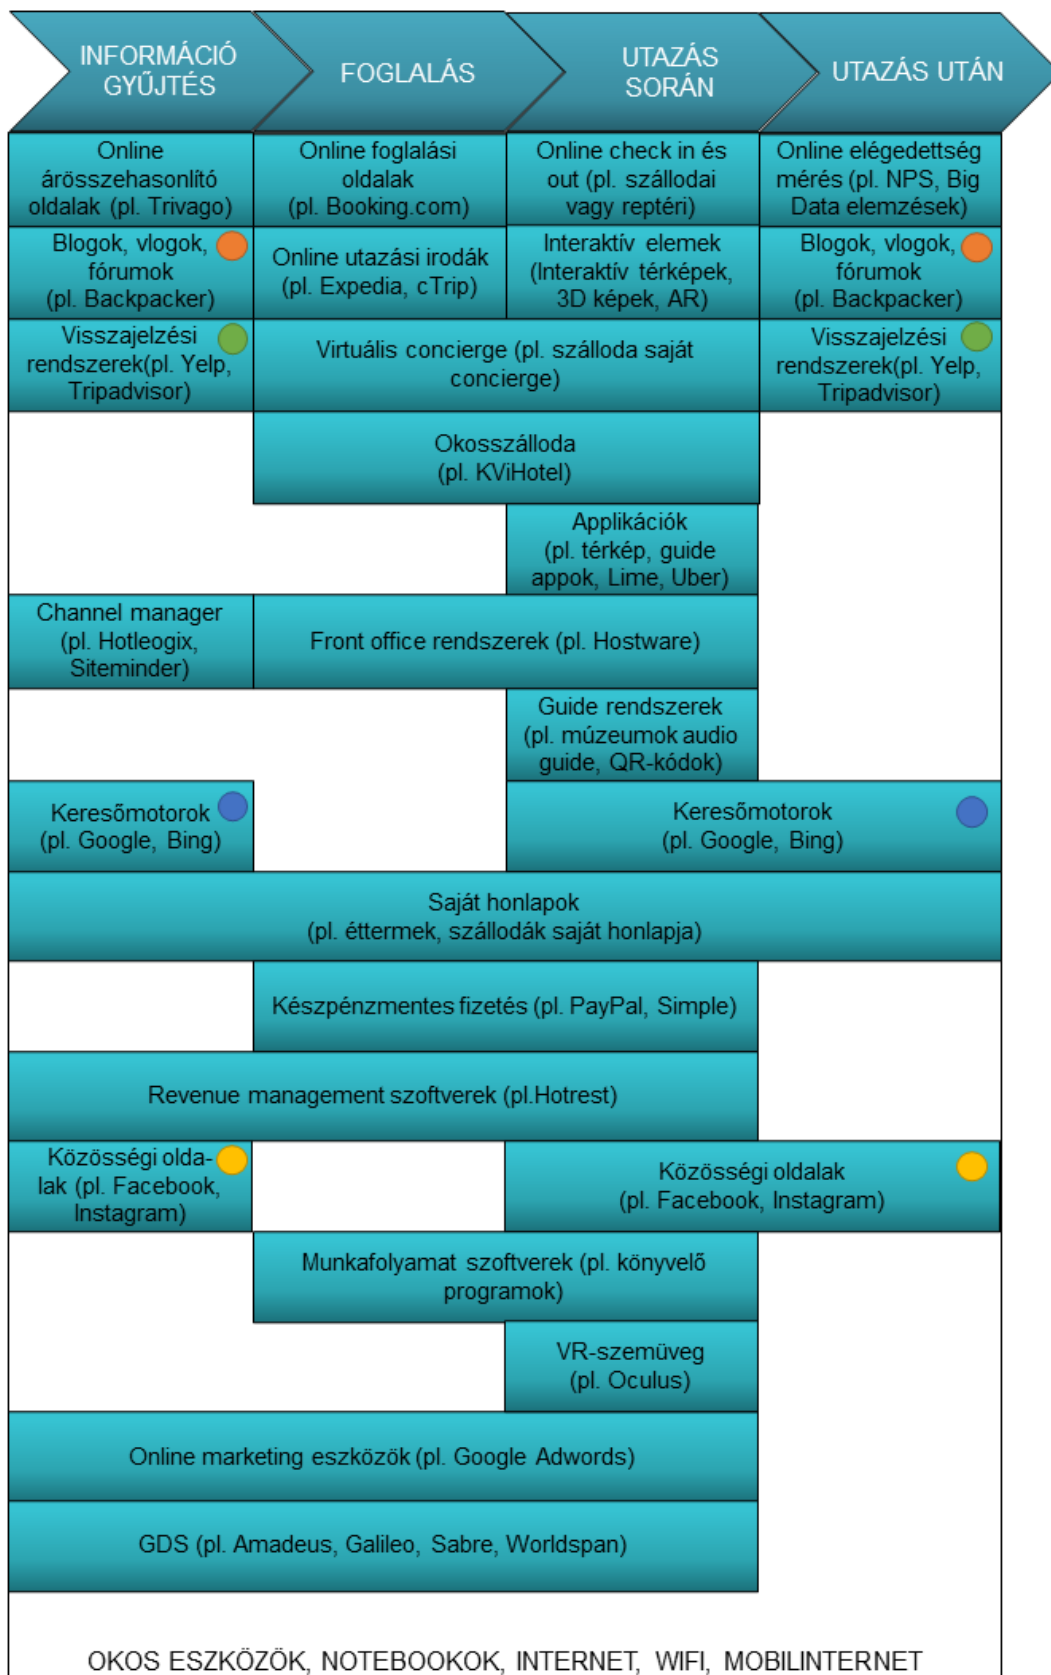 INFORMÁCIÓ
GYŰJTÉS
FOGLALÁS
UTAZÁS
SORÁN
UTAZÁS UTÁN
Online
árösszehasonlító
oldalak (pl. Trivago)
Online foglalási
oldalak
(pl. Booking.com)
Online check in és
out (pl. szállodai
vagy reptéri)
Online elégedettség
mérés (pl. NPS, Big
Data elemzések)
Blogok, vlogok,
fórumok
(pl. Backpacker)
Online utazási irodák
(pl. Expedia, cTrip)
Interaktív elemek
(Interaktív térképek,
3D képek, AR)
Blogok, vlogok,
fórumok
(pl. Backpacker)
Visszajelzési
rendszerek(pl. Yelp,
Tripadvisor)
Virtuális concierge (pl. szálloda saját
concierge)
Visszajelzési
rendszerek(pl. Yelp,
Tripadvisor)
Okosszálloda
(pl. KViHotel)
Applikációk
(pl. térkép, guide
appok, Lime, Uber)
Channel manager
(pl. Hotleogix,
Siteminder)
Front office rendszerek (pl. Hostware)
Guide rendszerek
(pl. múzeumok audio
guide, QR-kódok)
Keresőmotorok
(pl. Google, Bing)
Keresőmotorok
(pl. Google, Bing)
Saját honlapok
(pl. éttermek, szállodák saját honlapja)
Készpénzmentes fizetés (pl. PayPal, Simple)
Revenue management szoftverek (pl.Hotrest)
Közösségi olda-
lak (pl. Facebook,
Instagram)
Közösségi oldalak
(pl. Facebook, Instagram)
Munkafolyamat szoftverek (pl. könyvelő
programok)
VR-szemüveg
(pl. Oculus)
Online marketing eszközök (pl. Google Adwords)
GDS (pl. Amadeus, Galileo, Sabre, Worldspan)
OKOS ESZKÖZÖK, NOTEBOOKOK, INTERNET, WIFI, MOBILINTERNET